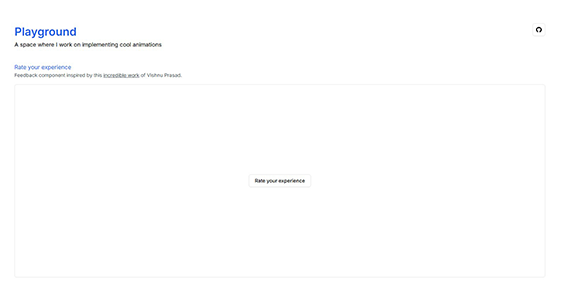 Playground
A space where I work on implementing cool animations
Rate your experience
Feedback component inspired by this incredible work of Vishnu Prasad.
Rate your experience